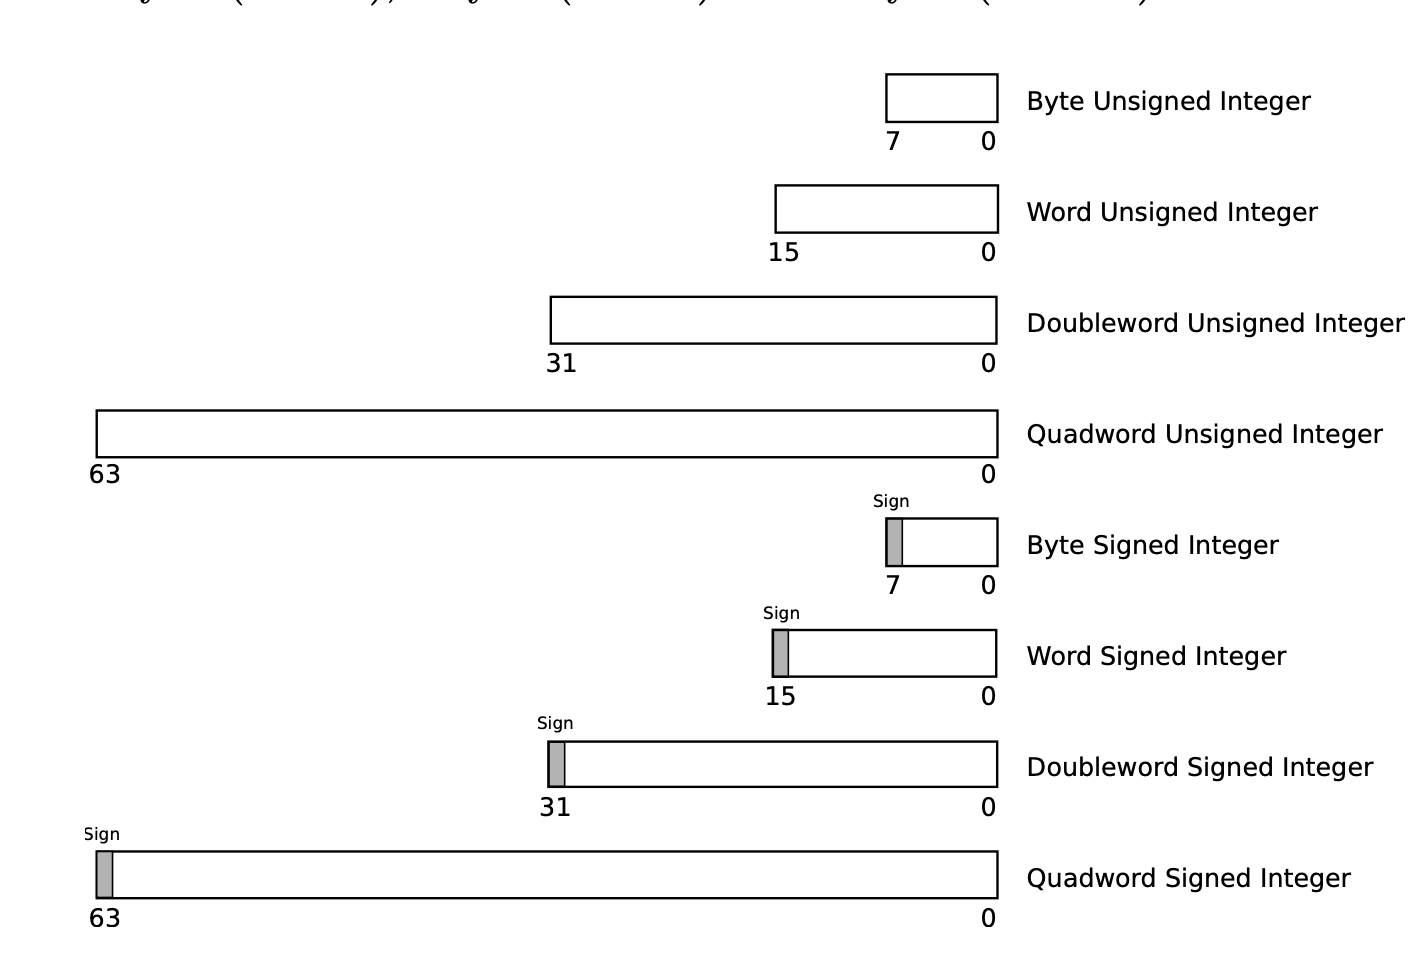 Byte Unsigned Integer
7 0
Word Unsigned Integer
15 0
Doubleword Unsigned Integer
31 0
Quadword Unsigned Integer
63 0
Sign
Byte Signed Integer
7 0
Sign
Word Signed Integer
15 0
Sign
Doubleword Signed Integer
31 0
Sign
Quadword Signed Integer
63 0